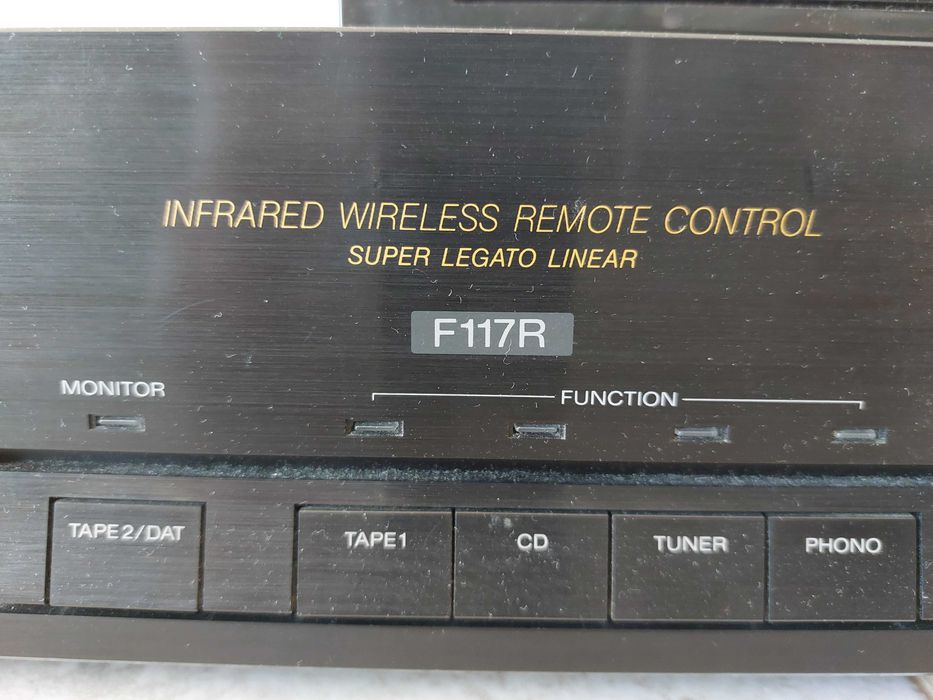 INFRARED WIRELESS REMOTE CONTROL
SUPER LEGATO LINEAR
F117R
MONITOR
FUNCTION
TAPE 2/DAT
TAPE1
CD
TUNER
PHONO